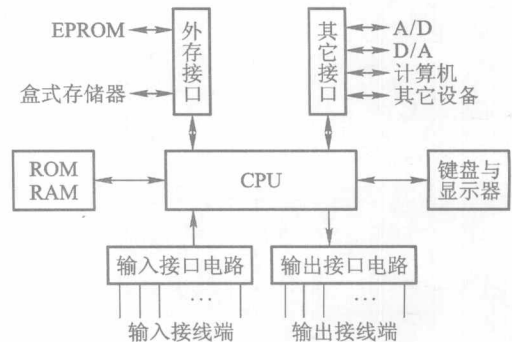 EPROM
盒式存储器
外存接口
其它接口
A/D
D/A
计算机
其它设备
ROM
RAM
CPU
键盘与
显示器
输入接口电路
输出接口电路
…
…
输入接线端
输出接线端